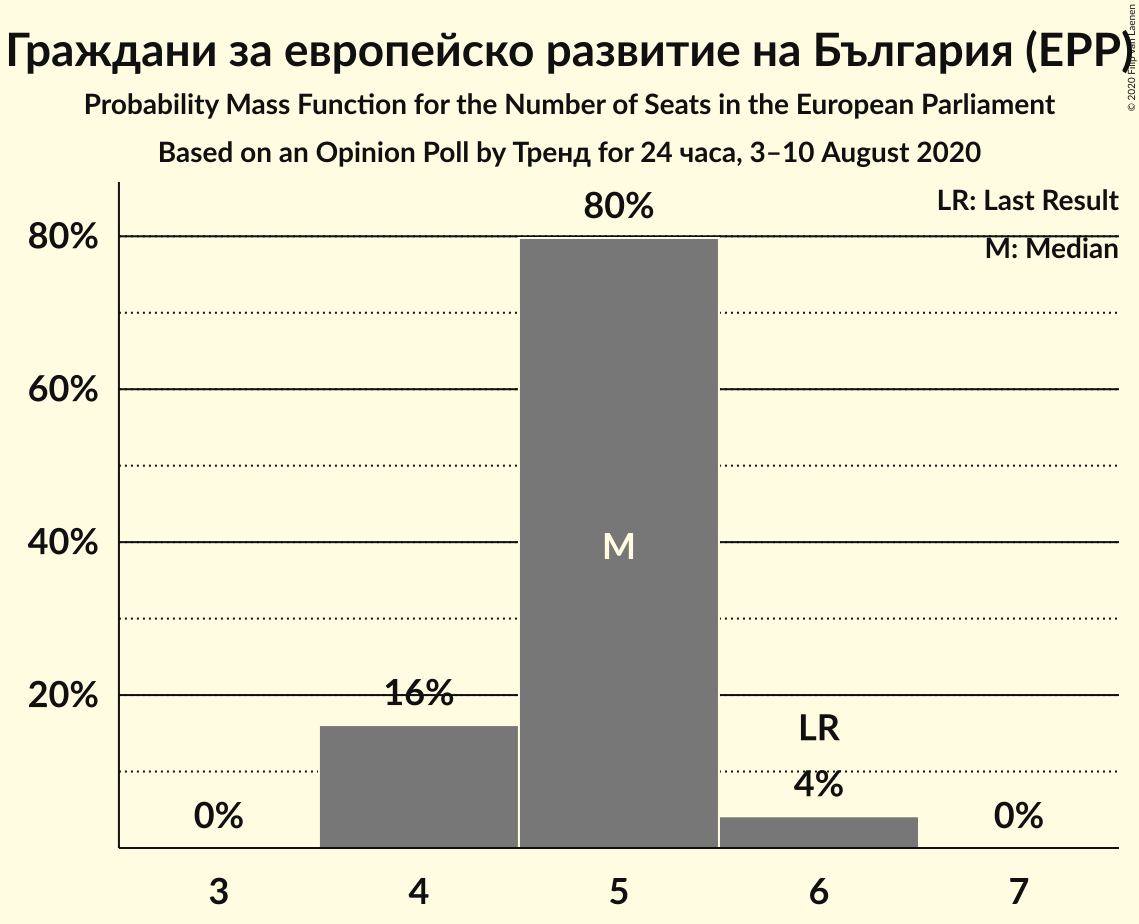 Граждани за европейско развитие на България (EPP)
© 2020 Filip van Laenen
Probability Mass Function for the Number of Seats in the European Parliament
Based on an Opinion Poll by Тренд for 24 часа, 3–10 August 2020
LR: Last Result
M: Median
80%
60%
40%
20%
0%
16%
80%
M
LR
4%
0%
3 4 5 6 7